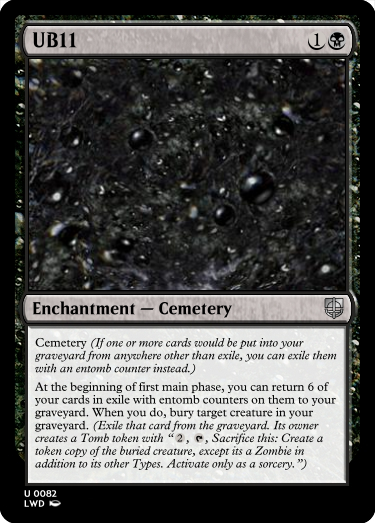 UB11 1
Enchantment — Cemetery
Cemetery (If one or more cards would be put into your
graveyard from anywhere other than exile, you can exile them
with an entomb counter instead.)
At the beginning of first main phase, you can return 6 of
your cards in exile with entomb counters on them to your
graveyard. When you do, bury target creature in your
graveyard. (Exile that card from the graveyard. Its owner
creates a Tomb token with “2, , Sacrifice this: Create a
token copy of the buried creature, except its a Zombie in
addition to its other Types. Activate only as a sorcery.”)
U 0082
LWD